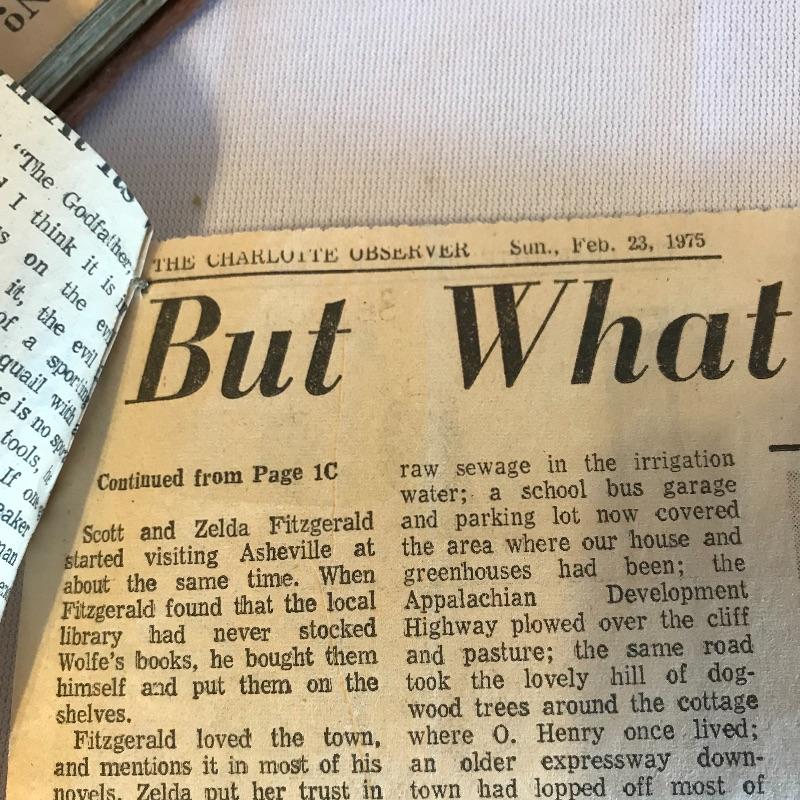 "The Godfather,
I think it is
on the
it, the evil
of a
quail with
is no
tools,
If
THE CHARLOTTE OBSERVER Sun., Feb. 23, 1975
But What
Continued from Page 1C
Scott and Zelda Fitzgerald
started visiting Asheville at
about the same time. When
Fitzgerald found that the local
library had never stocked
Wolfe's books, he bought them
himself and put them on the
shelves.
Fitzgerald loved the town,
and mentions it in most of his
novels. Zelda put her trust in
raw sewage in the irrigation
water; a school bus garage
and parking lot now covered
the area where our house and
greenhouses had been; the
Appalachian Development
Highway plowed over the cliff
and pasture; the same road
took the lovely hill of dog-
wood trees around the cottage
where O. Henry once lived;
an older expressway down-
town had lopped off most of